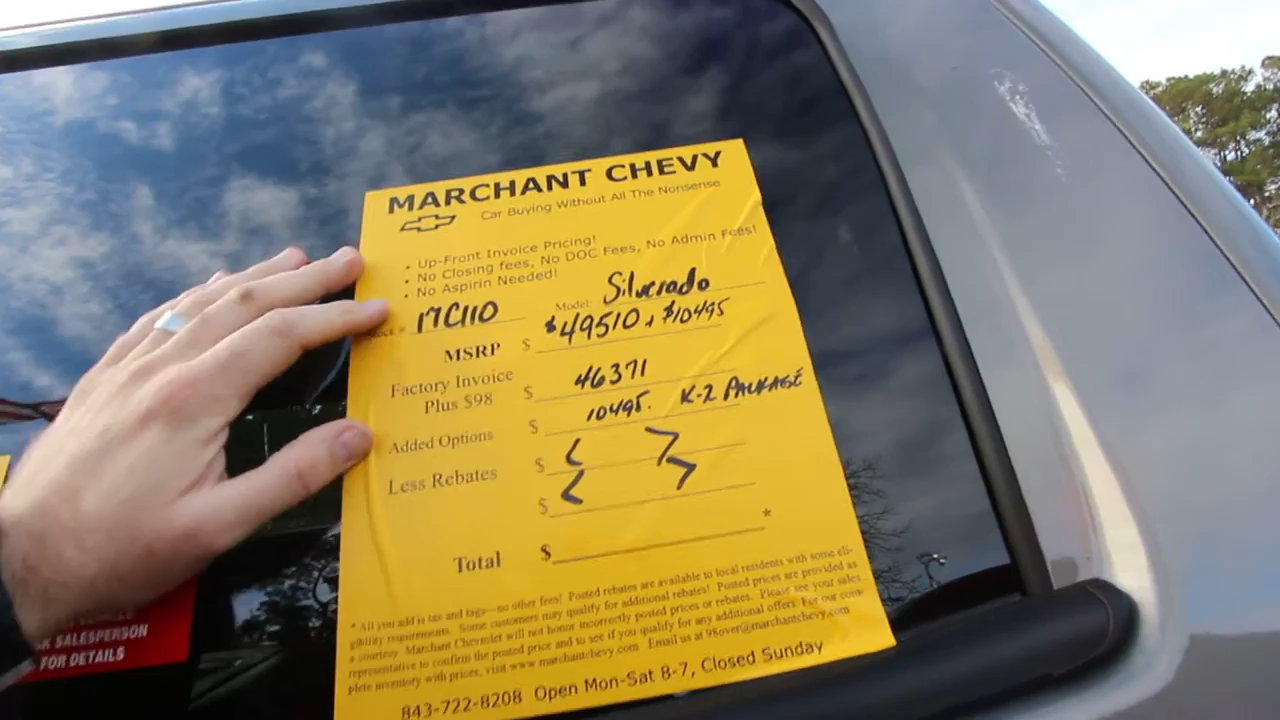 MARCHANT CHEVY
Car Buying Without All The Nonsense
• Up-Front Invoice Pricing!
• No Closing fees, No DOC Fees, No Admin Fees!
• No Aspirin Needed!
Stock # 17C110 Model: Silverado
MSRP $ $49510 + $10495
Factory Invoice
Plus $98 $ 46371
Added Options $ 10495. K-2 PACKAGE
Less Rebates $ < >
$ < >
Total $ *
* All you add is tax and tags—no other fees! Posted rebates are available to local residents with some eli-
gibility requirements. Some customers may qualify for additional rebates! Posted prices are provided as
a courtesy. Marchant Chevrolet will not honor incorrectly posted prices or rebates. Please see your sales
representative to confirm the posted price and to see if you qualify for any additional offers. For our com-
plete inventory with prices, visit www.marchantchevy.com Email us at 98over@marchantchevy.com
843-722-8208 Open Mon-Sat 8-7, Closed Sunday
SALESPERSON
FOR DETAILS